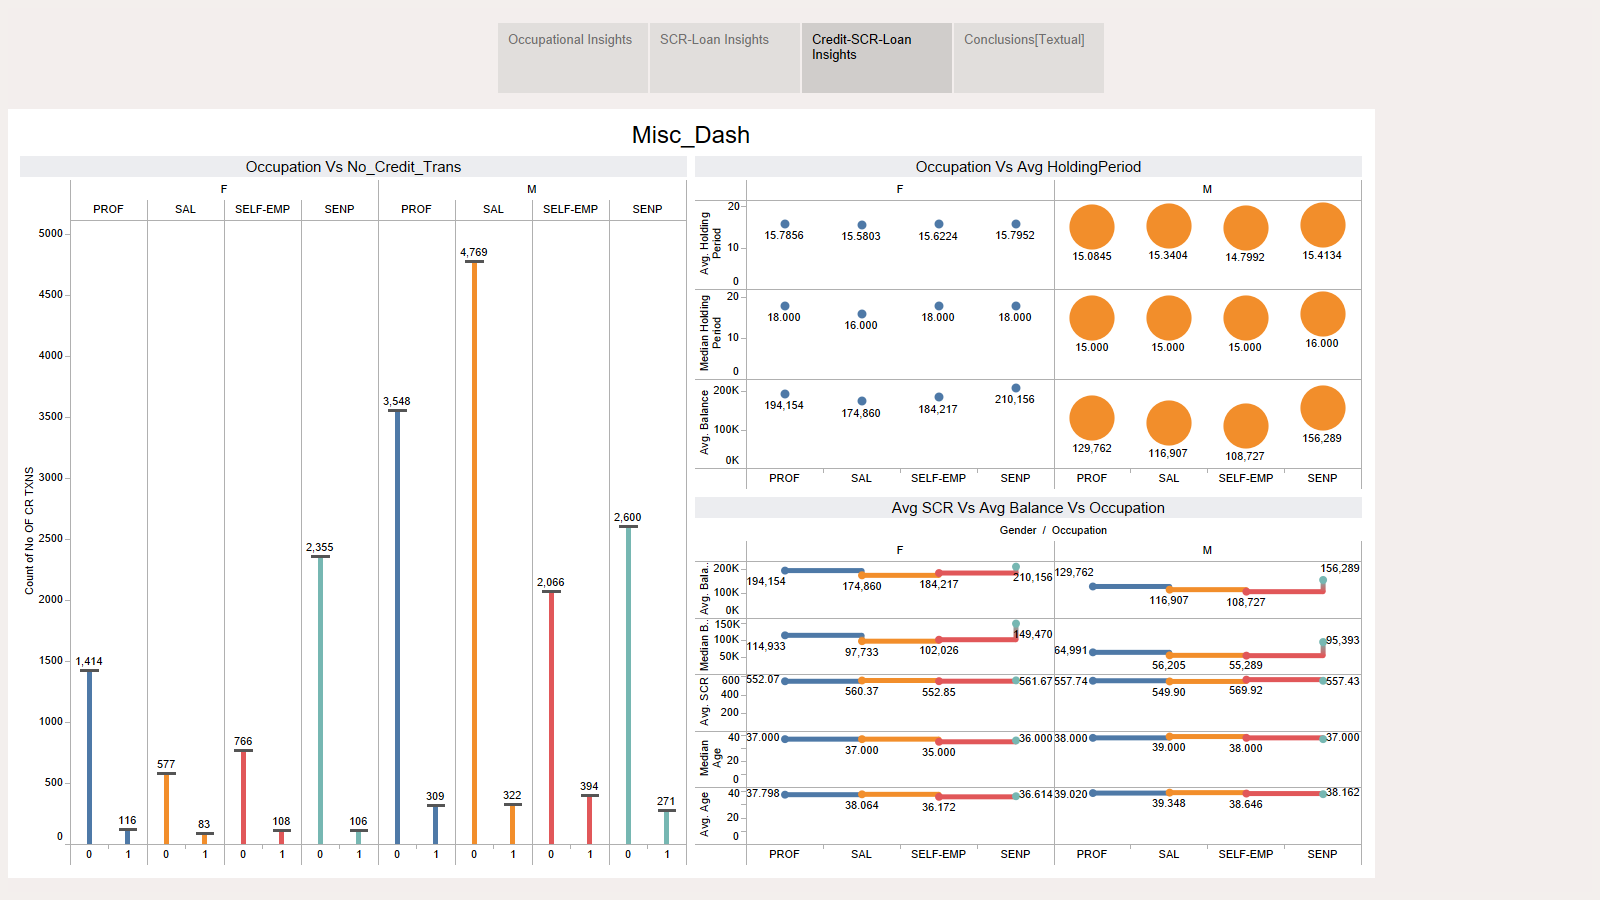 Occupational Insights
SCR-Loan Insights
Credit-SCR-Loan
Insights
Conclusions[Textual]
Misc_Dash
Occupation Vs No_Credit_Trans
F M
PROF SAL SELF-EMP SENP PROF SAL SELF-EMP SENP
Count of No OF CR TXNS
5000
4500
4000
3500
3000
2500
2000
1500
1000
500
0
1,414 116 577 83 766 108 2,355 106 3,548 309 4,769 322 2,066 394 2,600 271
0 1 0 1 0 1 0 1 0 1 0 1 0 1 0 1
Occupation Vs Avg HoldingPeriod
F M
Avg. Holding
Period
20
10
0
15.7856 15.5803 15.6224 15.7952 15.0845 15.3404 14.7992 15.4134
Median Holding
Period
20
10
0
18.000 16.000 18.000 18.000 15.000 15.000 15.000 16.000
Avg. Balance
200K
100K
0K
194,154 174,860 184,217 210,156 129,762 116,907 108,727 156,289
PROF SAL SELF-EMP SENP PROF SAL SELF-EMP SENP
Avg SCR Vs Avg Balance Vs Occupation
Gender / Occupation
F M
Avg. Bala..
200K
100K
0K
194,154 174,860 184,217 210,156 129,762 116,907 108,727 156,289
Median B..
150K
100K
50K
114,933 97,733 102,026 149,470 64,991 56,205 55,289 95,393
Avg. SCR
600
400
200
552.07 560.37 552.85 561.67 557.74 549.90 569.92 557.43
Median
Age
40
20
0
37.000 37.000 35.000 36.000 38.000 39.000 38.000 37.000
Avg. Age
40
20
0
37.798 38.064 36.172 36.614 39.020 39.348 38.646 38.162
PROF SAL SELF-EMP SENP PROF SAL SELF-EMP SENP